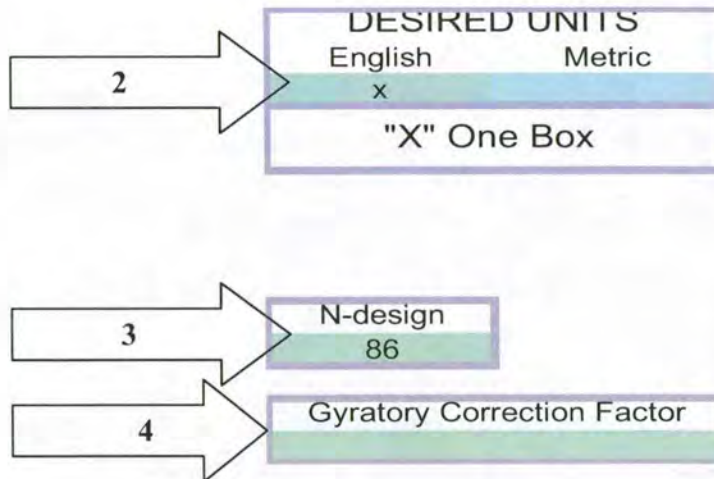 DESIRED UNITS
English Metric
2
x
"X" One Box
N-design
3
86
Gyratory Correction Factor
4